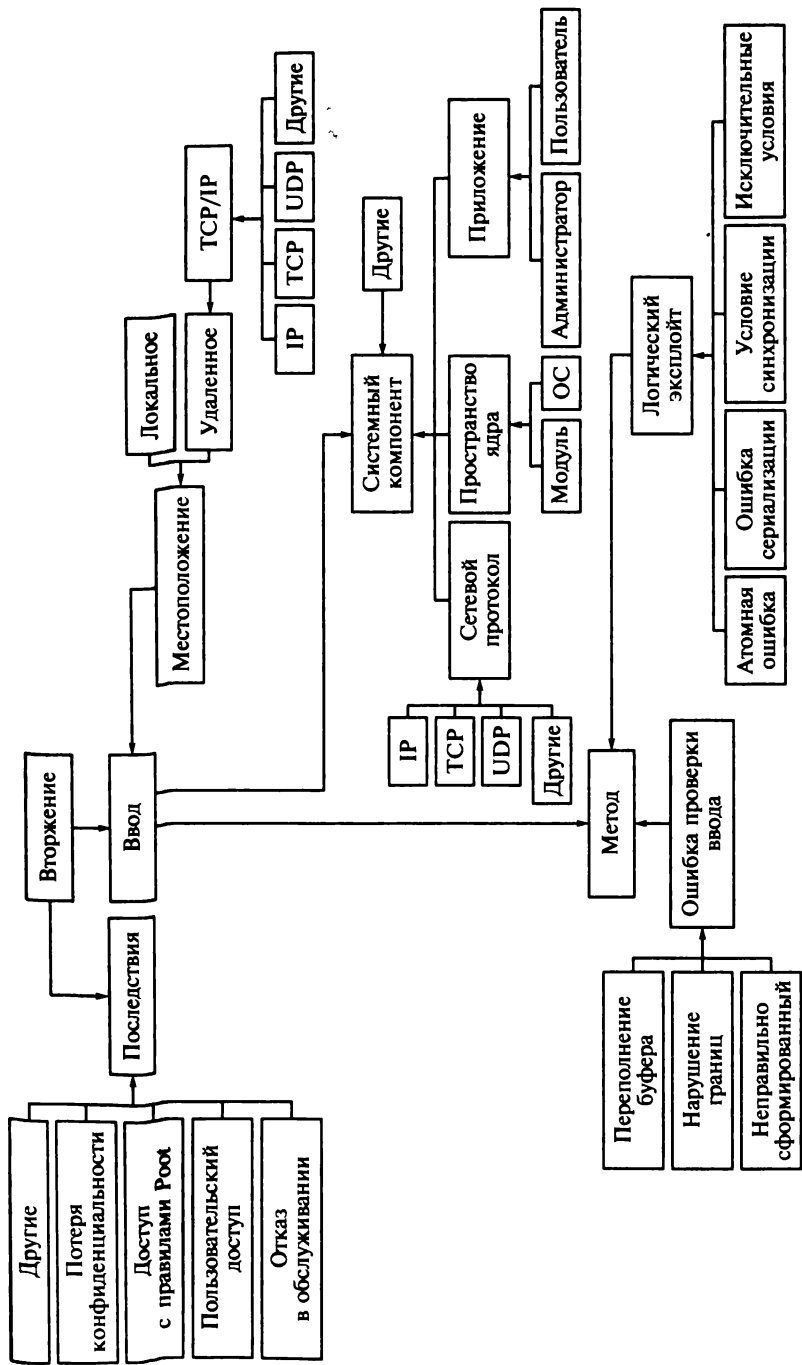 Вторжение
Последствия
Другие
Потеря
конфиденциальности
Доступ
с правилами Poot
Пользовательский
доступ
Отказ
в обслуживании
Ввод
Местоположение
Локальное
Удаленное
TCP/IP
IP
TCP
UDP
Другие
Системный
компонент
Другие
Сетевой
протокол
IP
TCP
UDP
Другие
Пространство
ядра
Модуль
ОС
Приложение
Администратор
Пользователь
Метод
Ошибка проверки
ввода
Переполнение
буфера
Нарушение
границ
Неправильно
сформированный
Логический
эксплойт
Атомная
ошибка
Ошибка
сериализации
Условие
синхронизации
Исключительные
условия